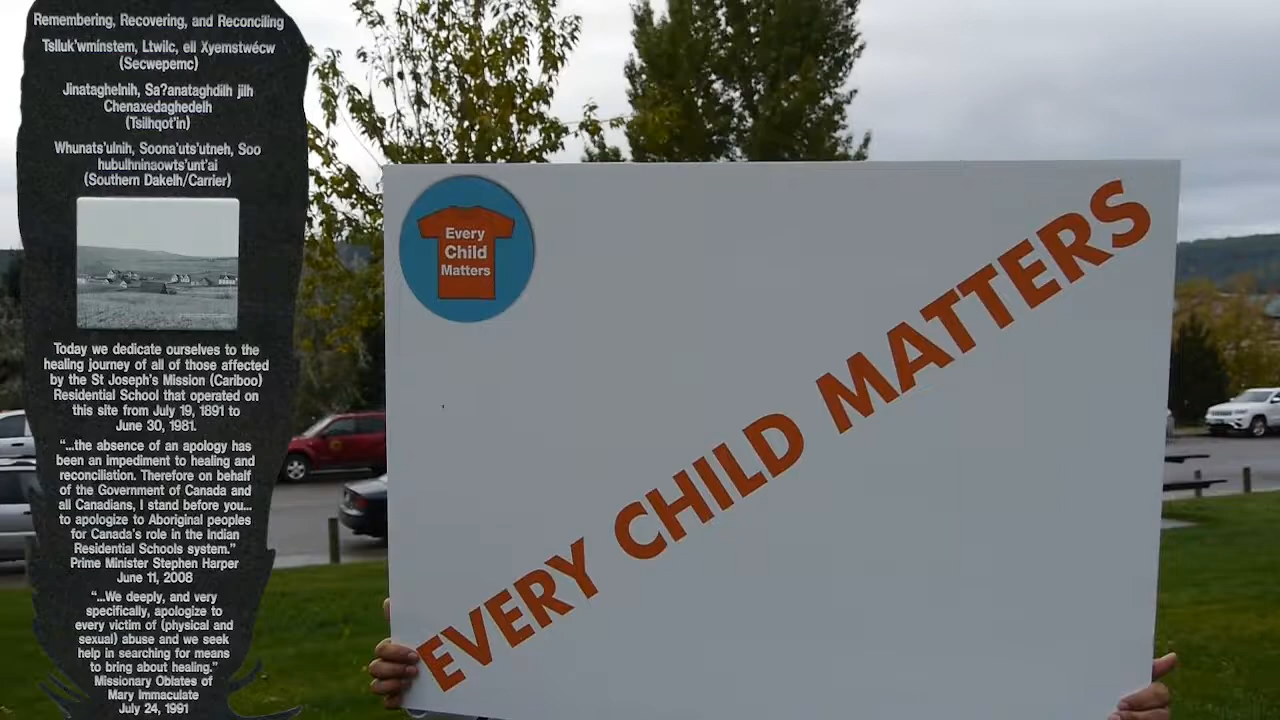 Remembering, Recovering, and Reconciling
Tslluk'wminstem, Ltwilc, ell Xyemstwécw
(Secwepemc)
Jinataghelnih, Sa?anataghdilh jilh
Chenaxedaghedelh
(Tsilhqot'in)
Whunats'ulnih, Soona'uts'utneh, Soo
hubulhninaowts'unt'ai
(Southern Dakelh/Carrier)
Today we dedicate ourselves to the
healing journey of all of those affected
by the St Joseph's Mission (Cariboo)
Residential School that operated on
this site from July 19, 1891 to
June 30, 1981.
"...the absence of an apology has
been an impediment to healing and
reconciliation. Therefore on behalf
of the Government of Canada and
all Canadians, I stand before you...
to apologize to Aboriginal peoples
for Canada's role in the Indian
Residential Schools system."
Prime Minister Stephen Harper
June 11, 2008
"...We deeply, and very
specifically, apologize to
every victim of (physical and
sexual) abuse and we seek
help in searching for means
to bring about healing."
Missionary Oblates of
Mary Immaculate
July 24, 1991
Every
Child
Matters
EVERY CHILD MATTERS